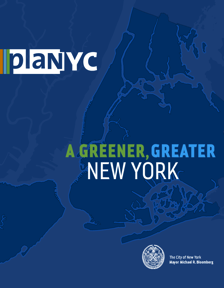 plaNYC
A GREENER, GREATER
NEW YORK
The City of New York
Mayor Michael R. Bloomberg